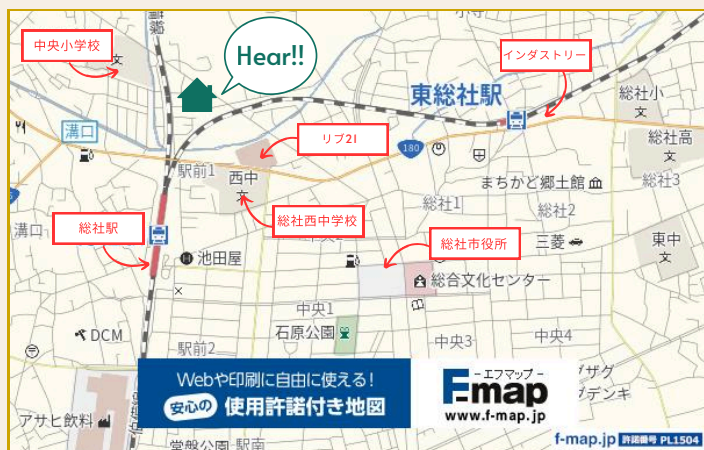 中央小学校
文
Hear!!
小寺
インダストリー
東総社駅
総社小
文
溝口
リブ21
180
総社高
文
駅前1
西中
文
まちかど郷土館
総社3
総社1
総社2
総社駅
総社西中学校
溝口
総社市役所
三菱
東中
文
池田屋
総合文化センター
中央1
石原公園
DCM
中央3
中央4
駅前2
Webや印刷に自由に使える!
安心の 使用許諾付き地図
-エフマップ-
F-map
www.f-map.jp
デンキ
アサヒ飲料
常盤公園
駅南
f-map.jp 許諾番号 PL1504